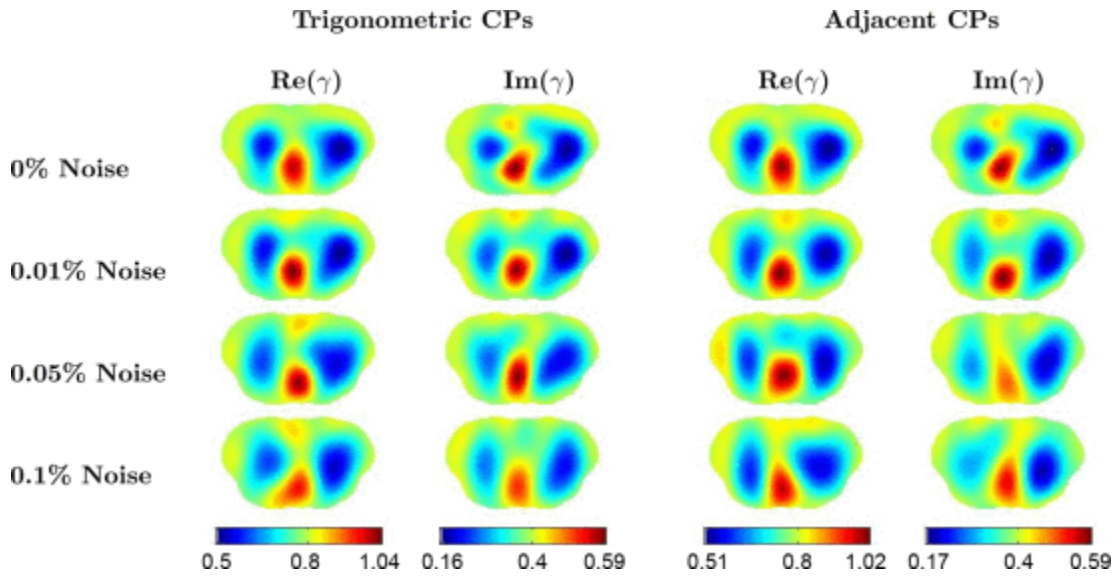 Trigonometric CPs Adjacent CPs
Re(γ) Im(γ) Re(γ) Im(γ)
0% Noise
0.01% Noise
0.05% Noise
0.1% Noise
0.5 0.8 1.04 0.16 0.4 0.59 0.51 0.8 1.02 0.17 0.4 0.59